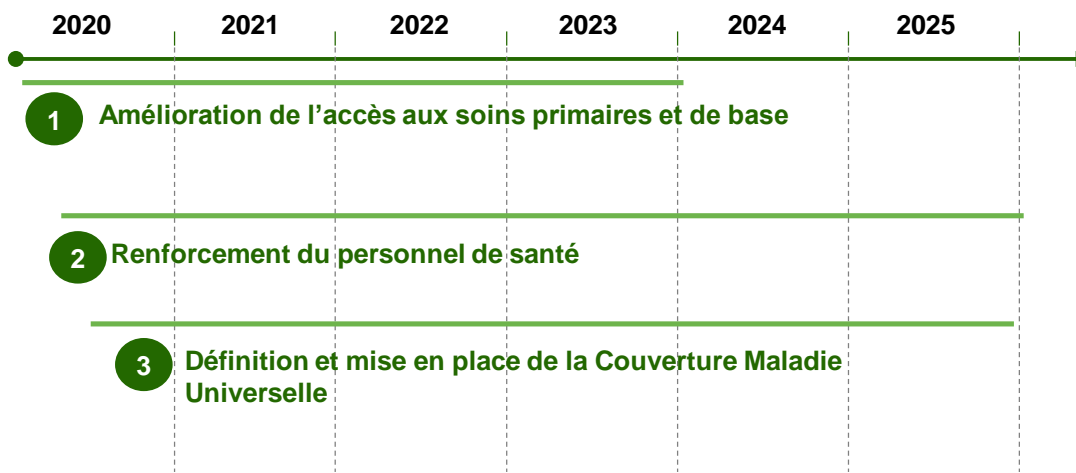 2020 2021 2022 2023 2024 2025
1 Amélioration de l’accès aux soins primaires et de base
2 Renforcement du personnel de santé
3 Définition et mise en place de la Couverture Maladie
Universelle